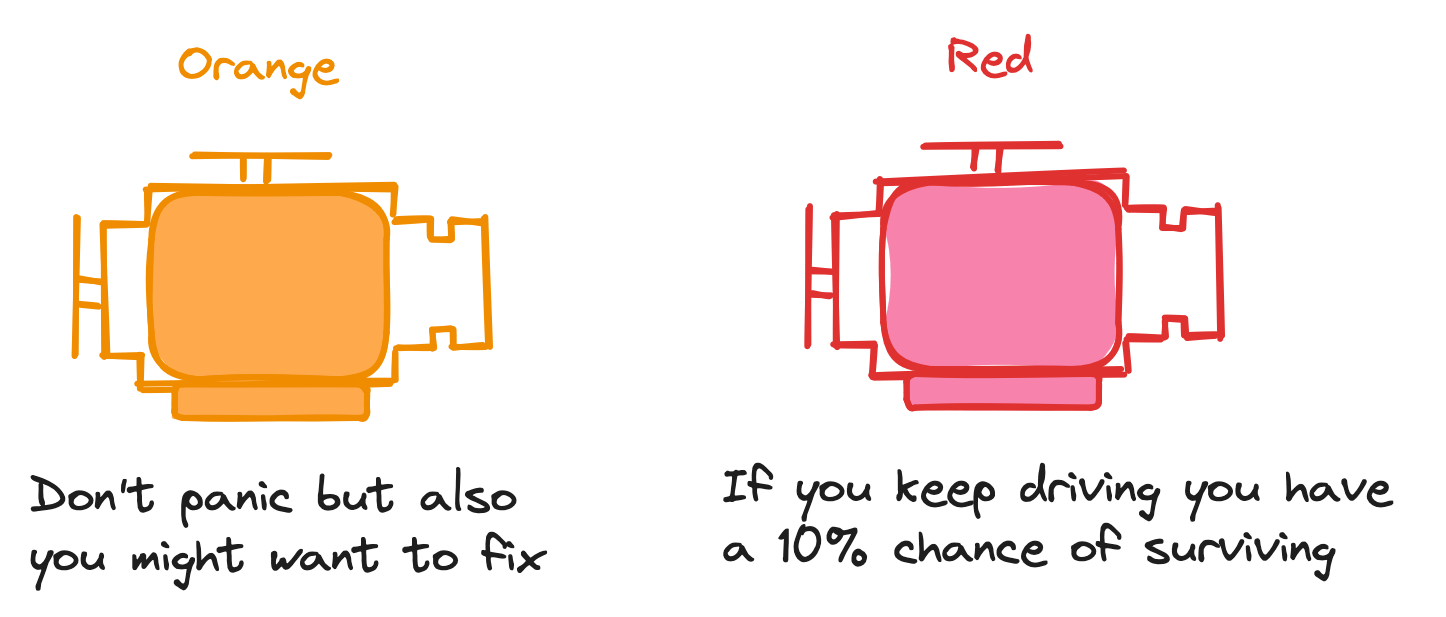 Orange
Red
Don't panic but also
you might want to fix
If you keep driving you have
a 10% chance of surviving